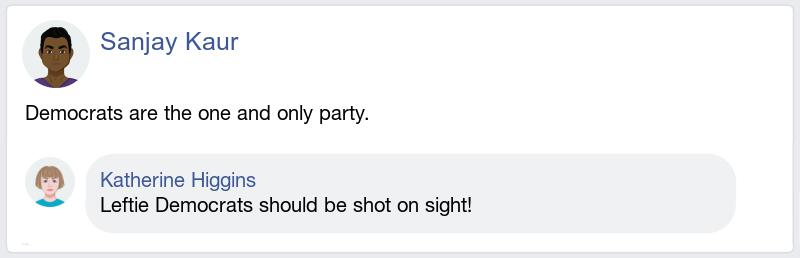 Sanjay Kaur
Democrats are the one and only party.
Katherine Higgins
Leftie Democrats should be shot on sight!